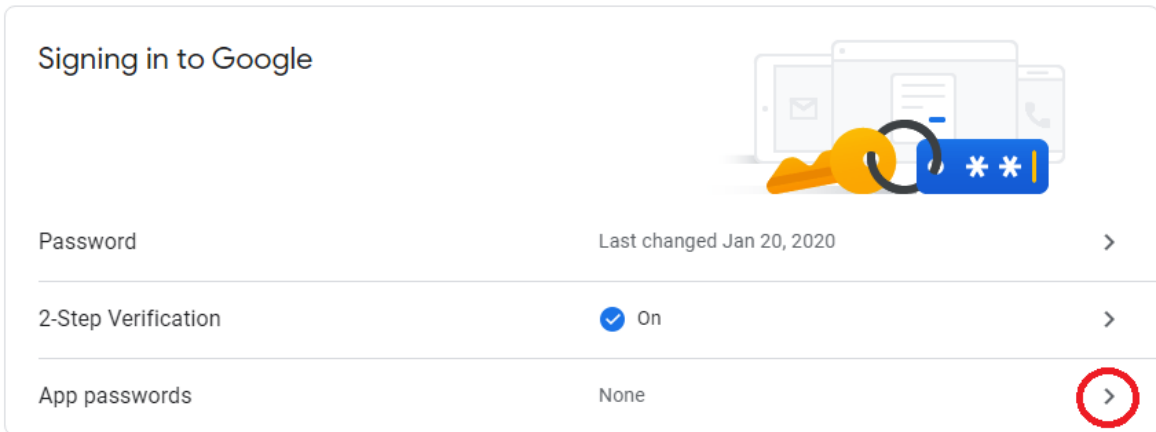 Signing in to Google
**
Password Last changed Jan 20, 2020
2-Step Verification On
App passwords None